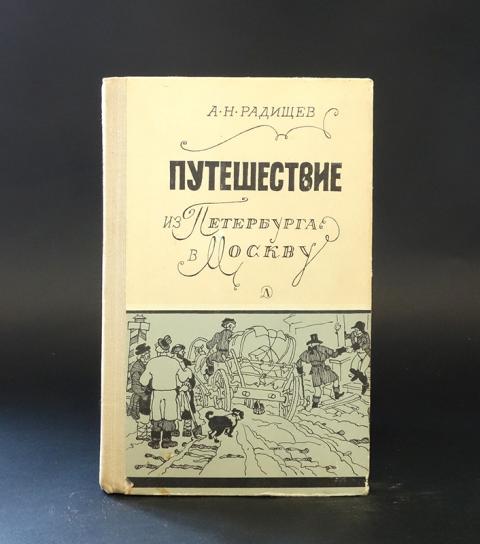 А·Н·РАДИЩЕВ
ПУТЕШЕСТВИЕ
ИЗ ПЕТЕРБУРГА
В МОСКВУ
Д